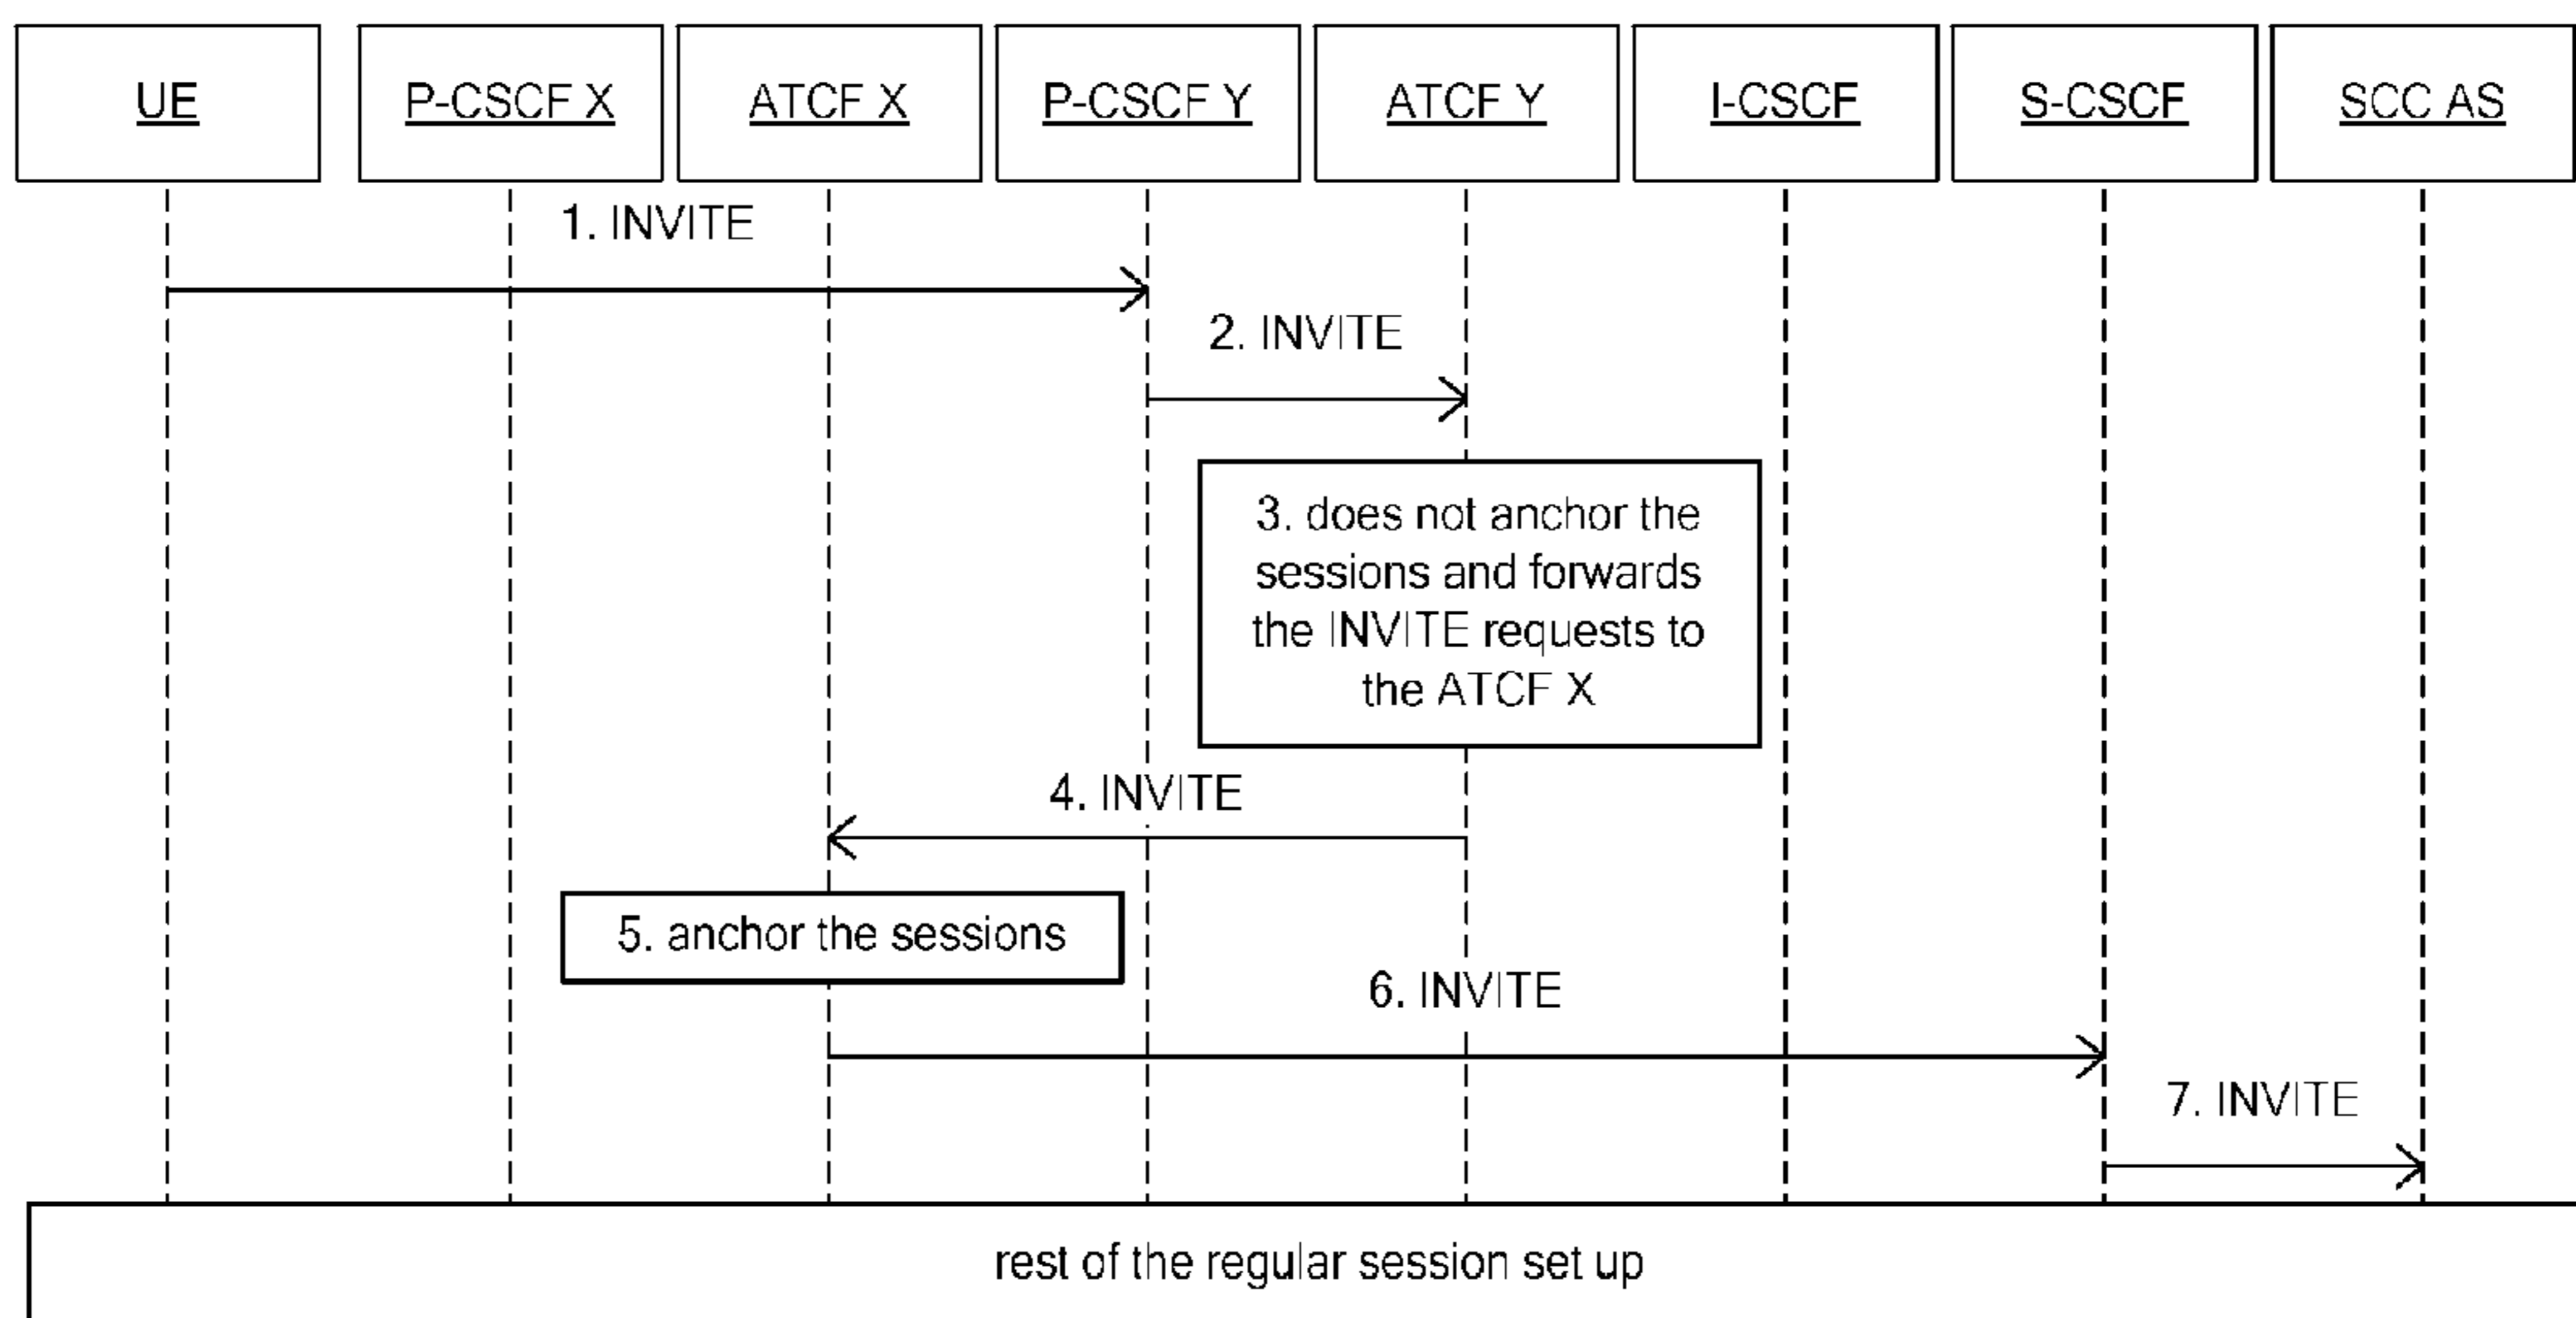 UE
P-CSCF X
ATCF X
P-CSCF Y
ATCF Y
I-CSCF
S-CSCF
SCC AS
1. INVITE
2. INVITE
3. does not anchor the
sessions and forwards
the INVITE requests to
the ATCF X
4. INVITE
5. anchor the sessions
6. INVITE
7. INVITE
rest of the regular session set up